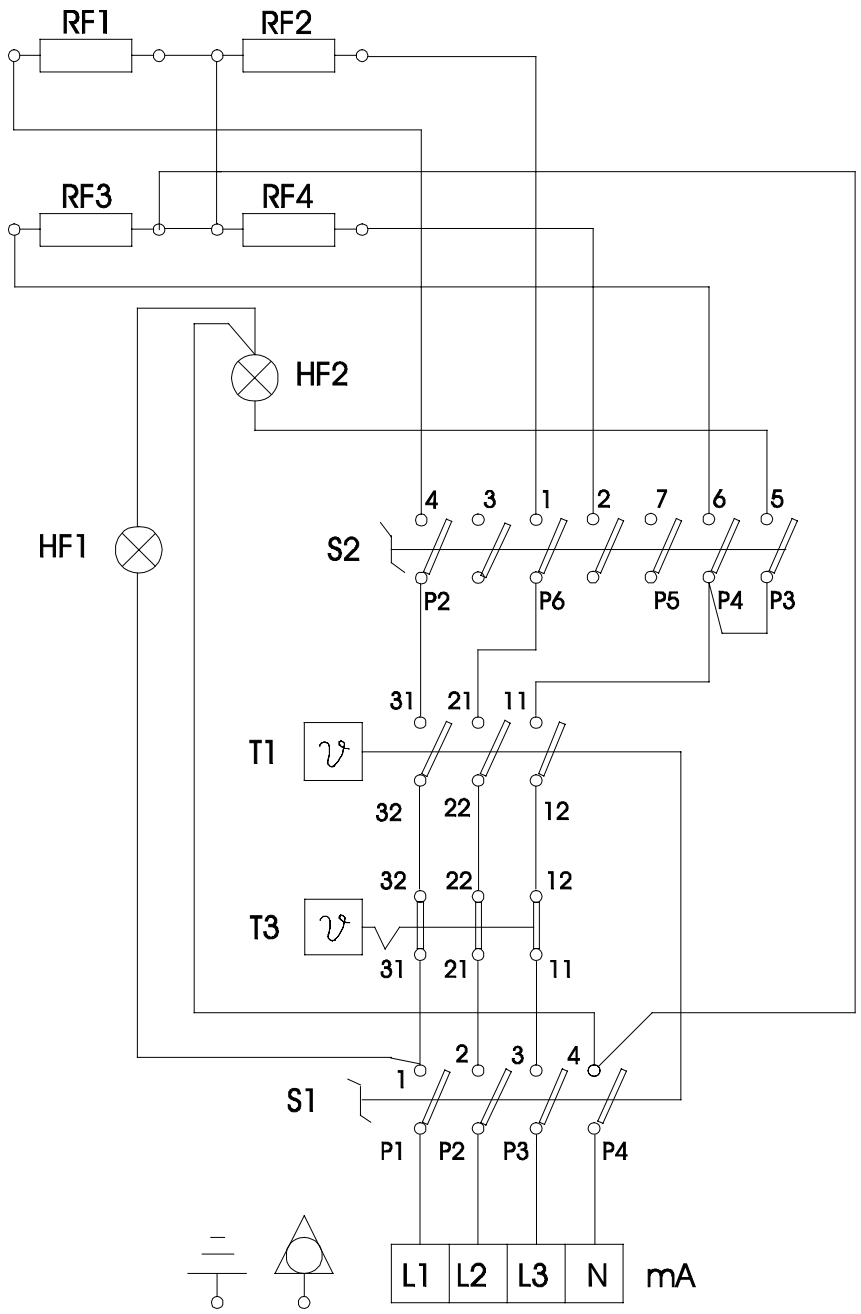 RF1 RF2
RF3 RF4
HF2
4 3 1 2 7 6 5
HF1 S2
P2 P6 P5 P4 P3
31 21 11
T1 ϑ
32 22 12
32 22 12
T3 ϑ
31 21 11
1 2 3 4
S1
P1 P2 P3 P4
L1 L2 L3 N mA